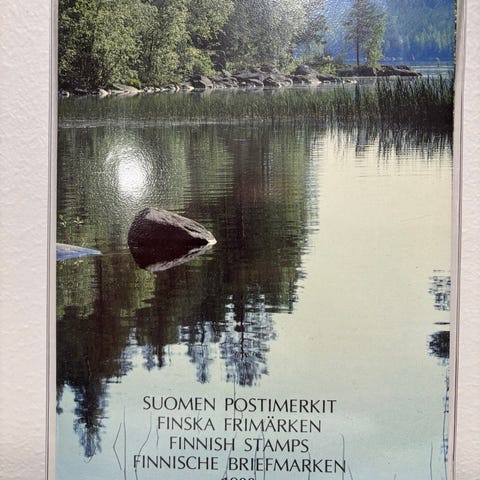 SUOMEN POSTIMERKIT
FINSKA FRIMÄRKEN
FINNISH STAMPS
FINNISCHE BRIEFMARKEN